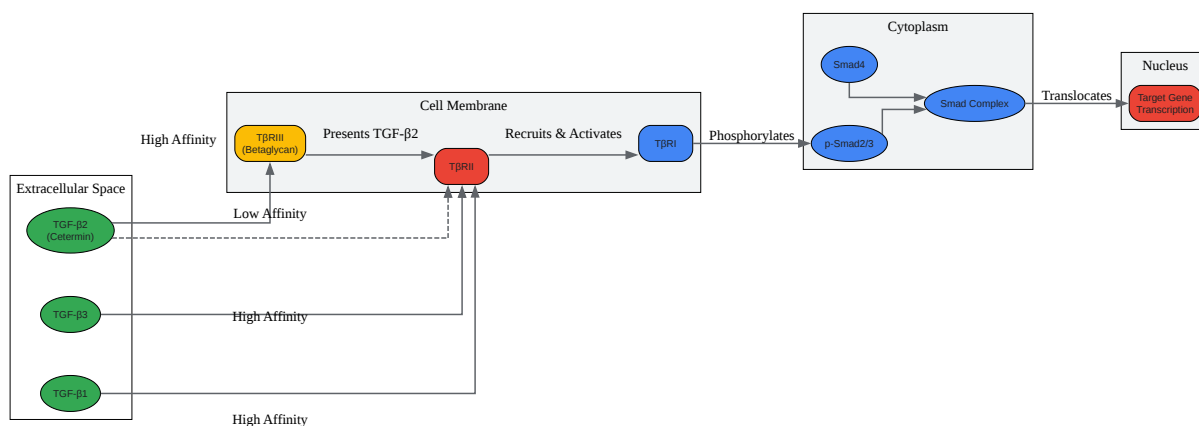 Cytoplasm
Smad4
Nucleus
Cell Membrane
Smad Complex
Translocates
Target Gene
Transcription
High Affinity
TβRIII
(Betaglycan)
Presents TGF-β2
Recruits & Activates
TβRI
Phosphorylates
p-Smad2/3
TβRII
Extracellular Space
TGF-β2
(Cetermin)
Low Affinity
TGF-β3
High Affinity
TGF-β1
High Affinity